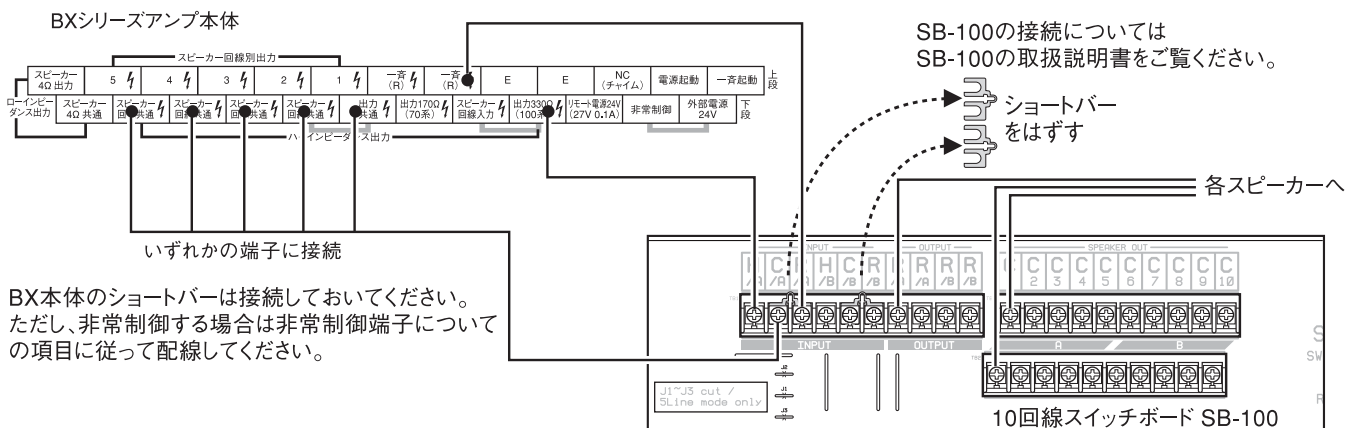 BXシリーズアンプ本体
スピーカー回線別出力
スピーカー
4Ω 出力
5
4
3
2
1
一斉
(R)
一斉
(R)
E
E
NC
(チャイム)
電源起動
一斉起動
上段
ローインピー
ダンス出力
スピーカー
4Ω 共通
スピーカー
回線共通
スピーカー
回線共通
スピーカー
回線共通
スピーカー
回線共通
出力
共通
出力170Ω
(70系)
スピーカー
回線入力
出力330Ω
(100系)
リモート電源24V
(27V 0.1A)
非常制御
外部電源
24V
下段
ハイインピーダンス出力
いずれかの端子に接続
BX本体のショートバーは接続しておいてください。
ただし、非常制御する場合は非常制御端子について
の項目に従って配線してください。
SB-100の接続については
SB-100の取扱説明書をご覧ください。
ショートバー
をはずす
各スピーカーへ
INPUT
OUTPUT
SPEAKER OUT
H/A C/A R/A H/B C/B R/B R/A R/A R/B R/B
C C2 C3 C4 C5 C6 C7 C8 C9 C10
INPUT
OUTPUT
A
B
J2
J1
J3
J1~J3 cut /
5Line mode only
S
SW
R
10回線スイッチボード SB-100